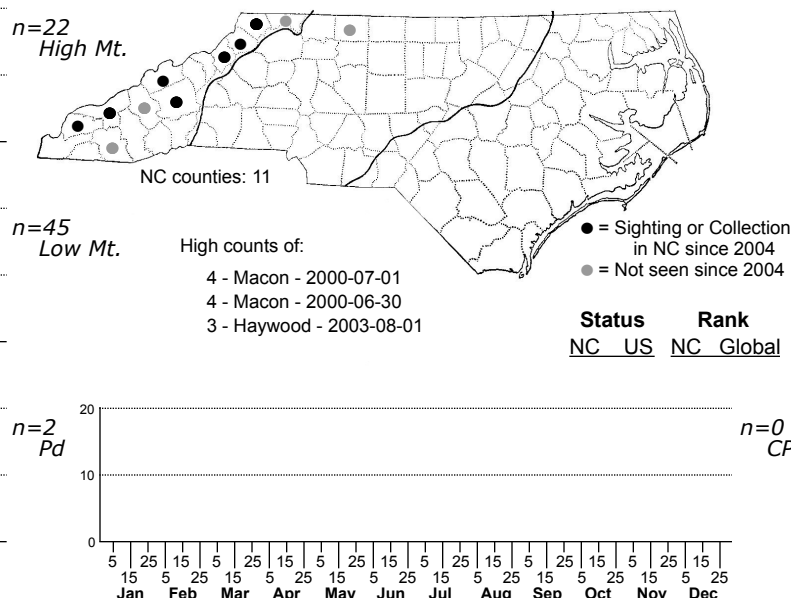 n=22
High Mt.
NC counties: 11
n=45
Low Mt.
High counts of:
4 - Macon - 2000-07-01
4 - Macon - 2000-06-30
3 - Haywood - 2003-08-01
● = Sighting or Collection
in NC since 2004
● = Not seen since 2004
Status Rank
NC US NC Global
n=2
Pd
n=0
CP
20
10
0
5 25 15 5 25 15 5 25 15 5 25 15 5 25 15 5 25 15
15 5 25 15 5 25 15 5 25 15 5 25 15 5 25 15 5 25
Jan Feb Mar Apr May Jun Jul Aug Sep Oct Nov Dec